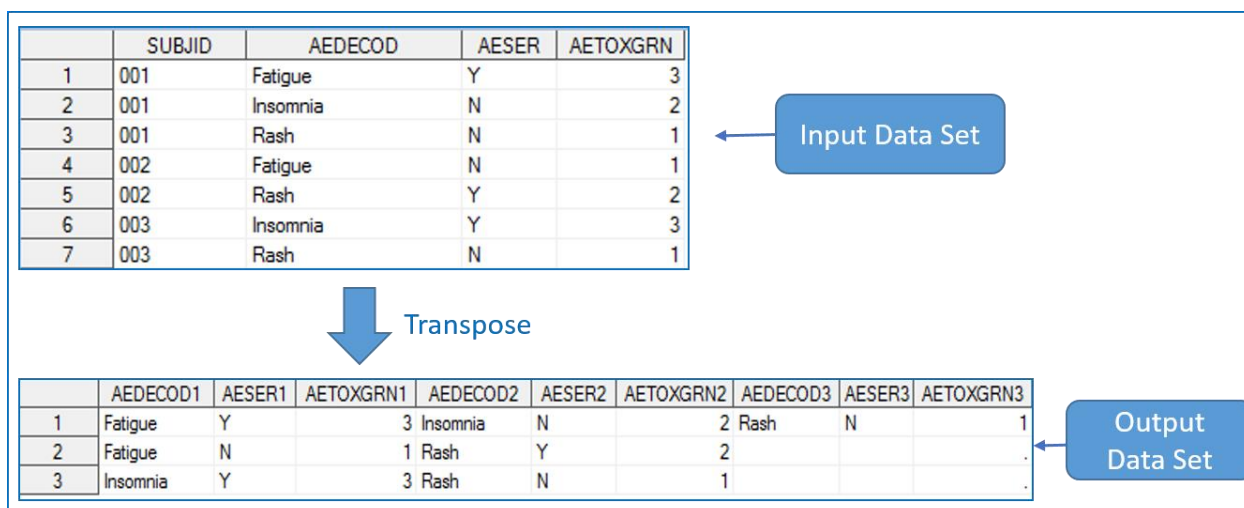 SUBJID AEDECOD AESER AETOXGRN
1 001 Fatigue Y 3
2 001 Insomnia N 2
3 001 Rash N 1
4 002 Fatigue N 1
5 002 Rash Y 2
6 003 Insomnia Y 3
7 003 Rash N 1
Input Data Set
Transpose
AEDECOD1 AESER1 AETOXGRN1 AEDECOD2 AESER2 AETOXGRN2 AEDECOD3 AESER3 AETOXGRN3
1 Fatigue Y 3 Insomnia N 2 Rash N 1
2 Fatigue N 1 Rash Y 2 .
3 Insomnia Y 3 Rash N 1 .
Output
Data Set